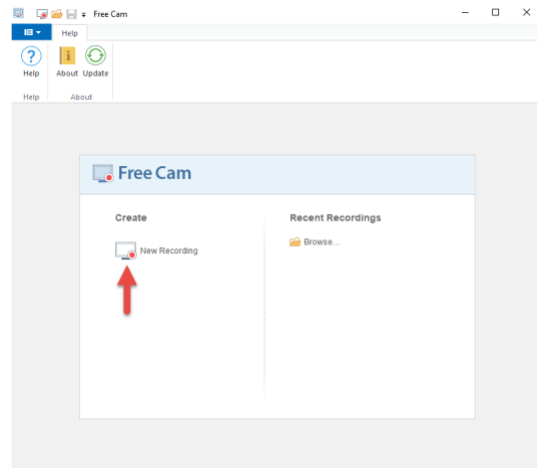 Free Cam
Help
Help
About
Update
Help
About
Free Cam
Create
Recent Recordings
New Recording
Browse...